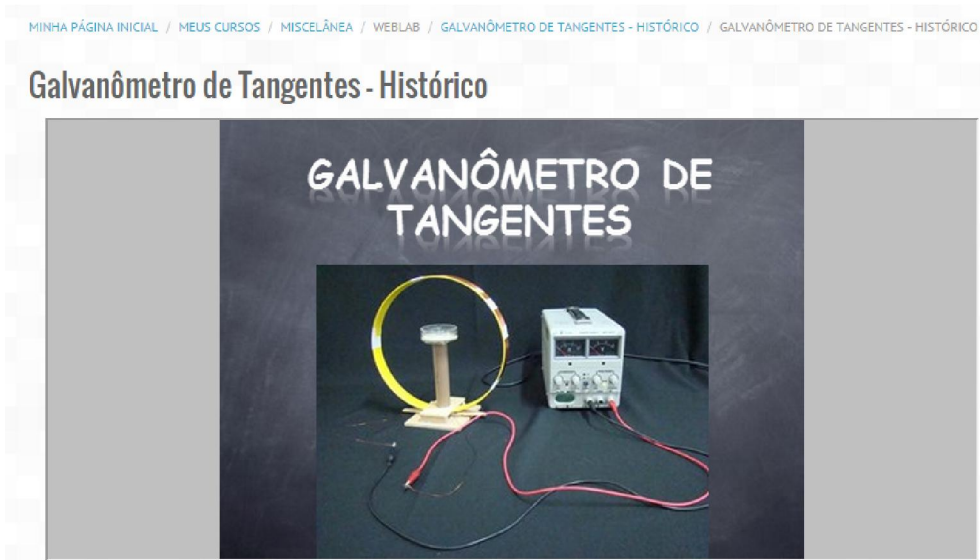 MINHA PÁGINA INICIAL / MEUS CURSOS / MISCELÂNEA / WEBLAB / GALVANÔMETRO DE TANGENTES - HISTÓRICO / GALVANÔMETRO DE TANGENTES - HISTÓRICO
Galvanômetro de Tangentes - Histórico
GALVANÔMETRO DE
TANGENTES